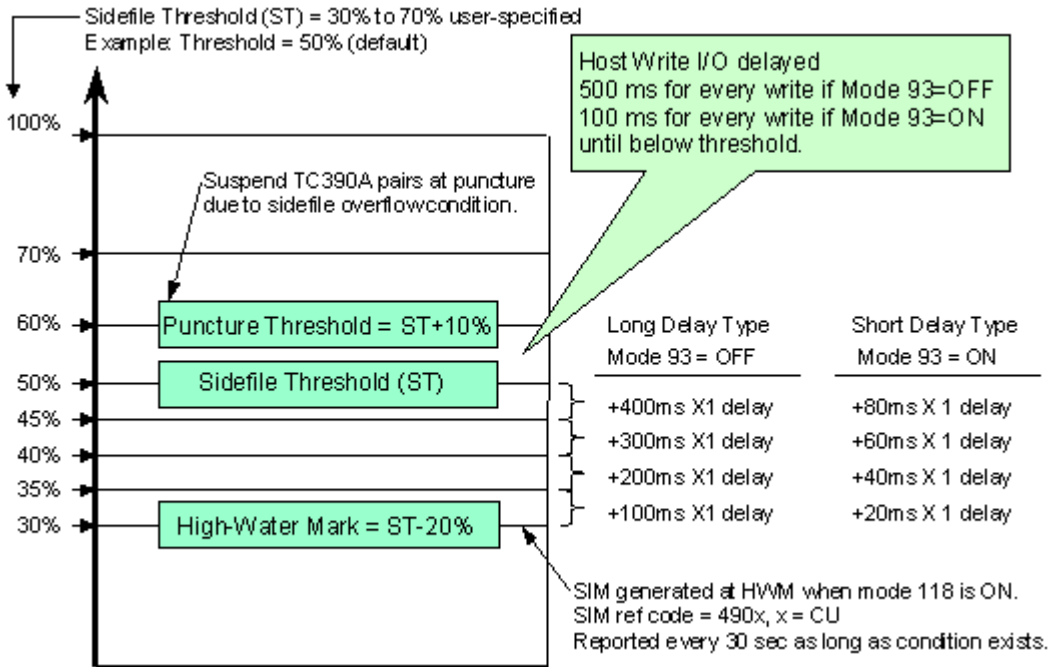 Sidefile Threshold (ST) = 30% to 70% user-specified
Example: Threshold = 50% (default)
Host Write I/O delayed
500 ms for every write if Mode 93=OFF
100 ms for every write if Mode 93=ON
until below threshold.
100%
Suspend TC390A pairs at puncture
due to sidefile overflow condition.
70%
60%
Puncture Threshold = ST+10%
Long Delay Type
Mode 93 = OFF
Short Delay Type
Mode 93 = ON
50%
Sidefile Threshold (ST)
+400ms X1 delay
+80ms X 1 delay
45%
+300ms X1 delay
+60ms X 1 delay
40%
+200ms X1 delay
+40ms X 1 delay
35%
+100ms X1 delay
+20ms X 1 delay
30%
High-Water Mark = ST-20%
SIM generated at HWM when mode 118 is ON.
SIM ref code = 490x, x = CU
Reported every 30 sec as long as condition exists.